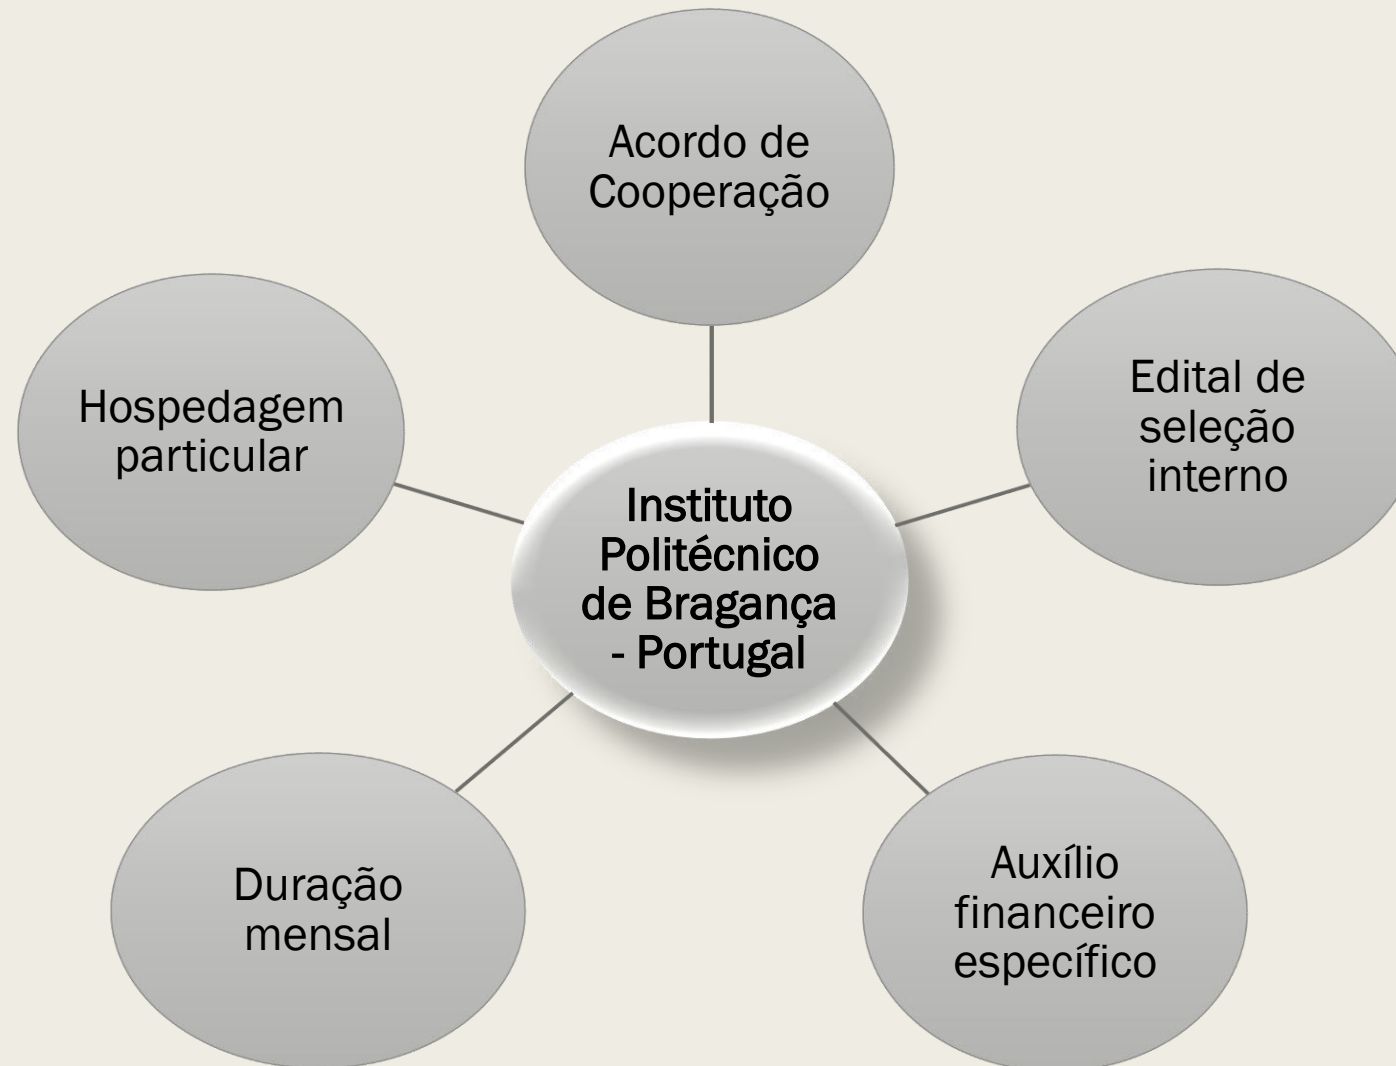 Acordo de
Cooperação
Hospedagem
particular
Edital de
seleção
interno
Instituto
Politécnico
de Bragança
- Portugal
Duração
mensal
Auxílio
financeiro
específico